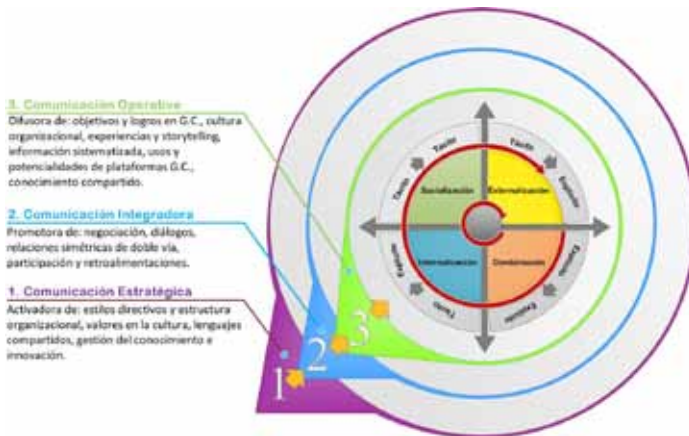 3. Comunicación Operativa
Difusora de: objetivos y logros en G.C., cultura
organizacional, experiencias y storytelling,
información sistematizada, usos y
potencialidades de plataformas G.C.,
conocimiento compartido.
2. Comunicación Integradora
Promotora de: negociación, diálogos,
relaciones simétricas de doble vía,
participación y retroalimentaciones.
1. Comunicación Estratégica
Activadora de: estilos directivos y estructura
organizacional, valores en la cultura, lenguajes
compartidos, gestión del conocimiento e
innovación.
1
2
3
Tácito
Tácito
Socialización
Tácito
Explícito
Externalización
Explícito
Tácito
Internalización
Explícito
Explícito
Combinación